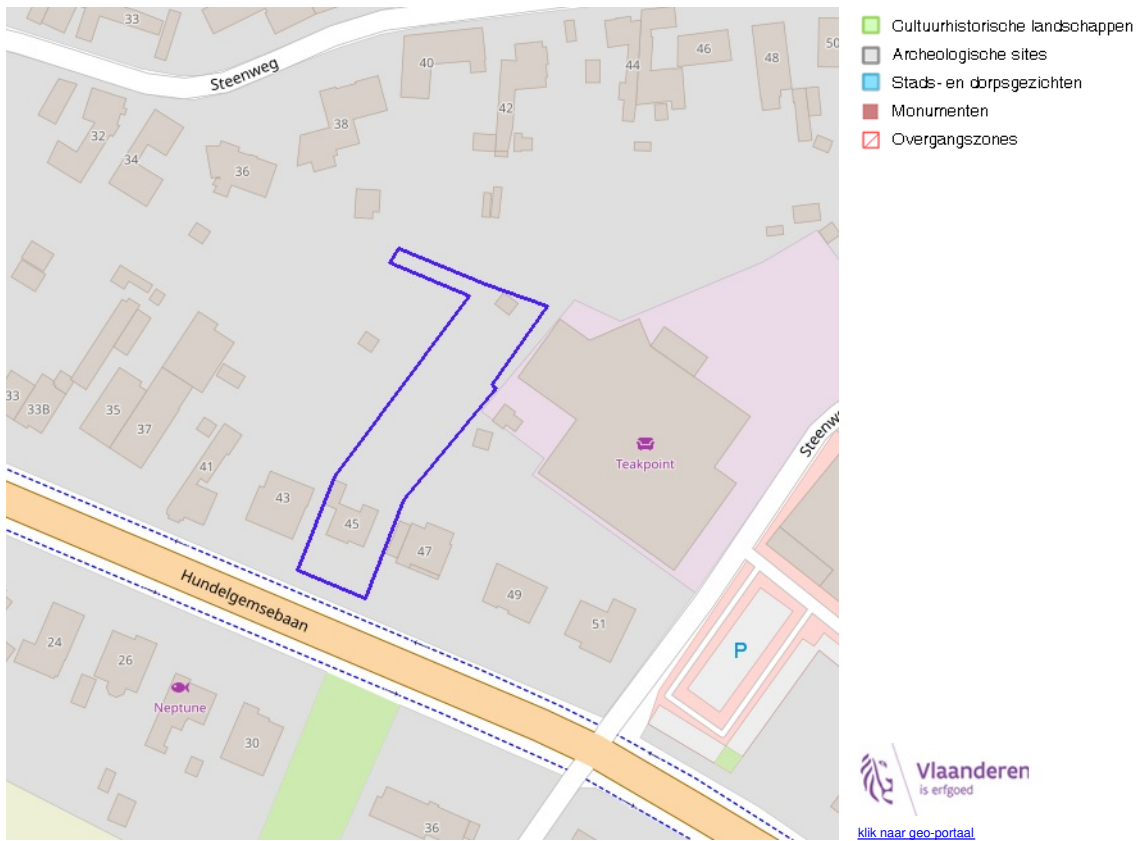 33
Steenweg
40
44
46
48
50
42
38
32
34
36
33
33B
35
37
41
43
45
47
49
51
Teakpoint
Steenw
Hundelgemsebaan
P
24
26
Neptune
30
36
Cultuurhistorische landschappen
Archeologische sites
Stads- en dorpsgezichten
Monumenten
Overgangszones
Vlaanderen
is erfgoed
klik naar geo-portaal